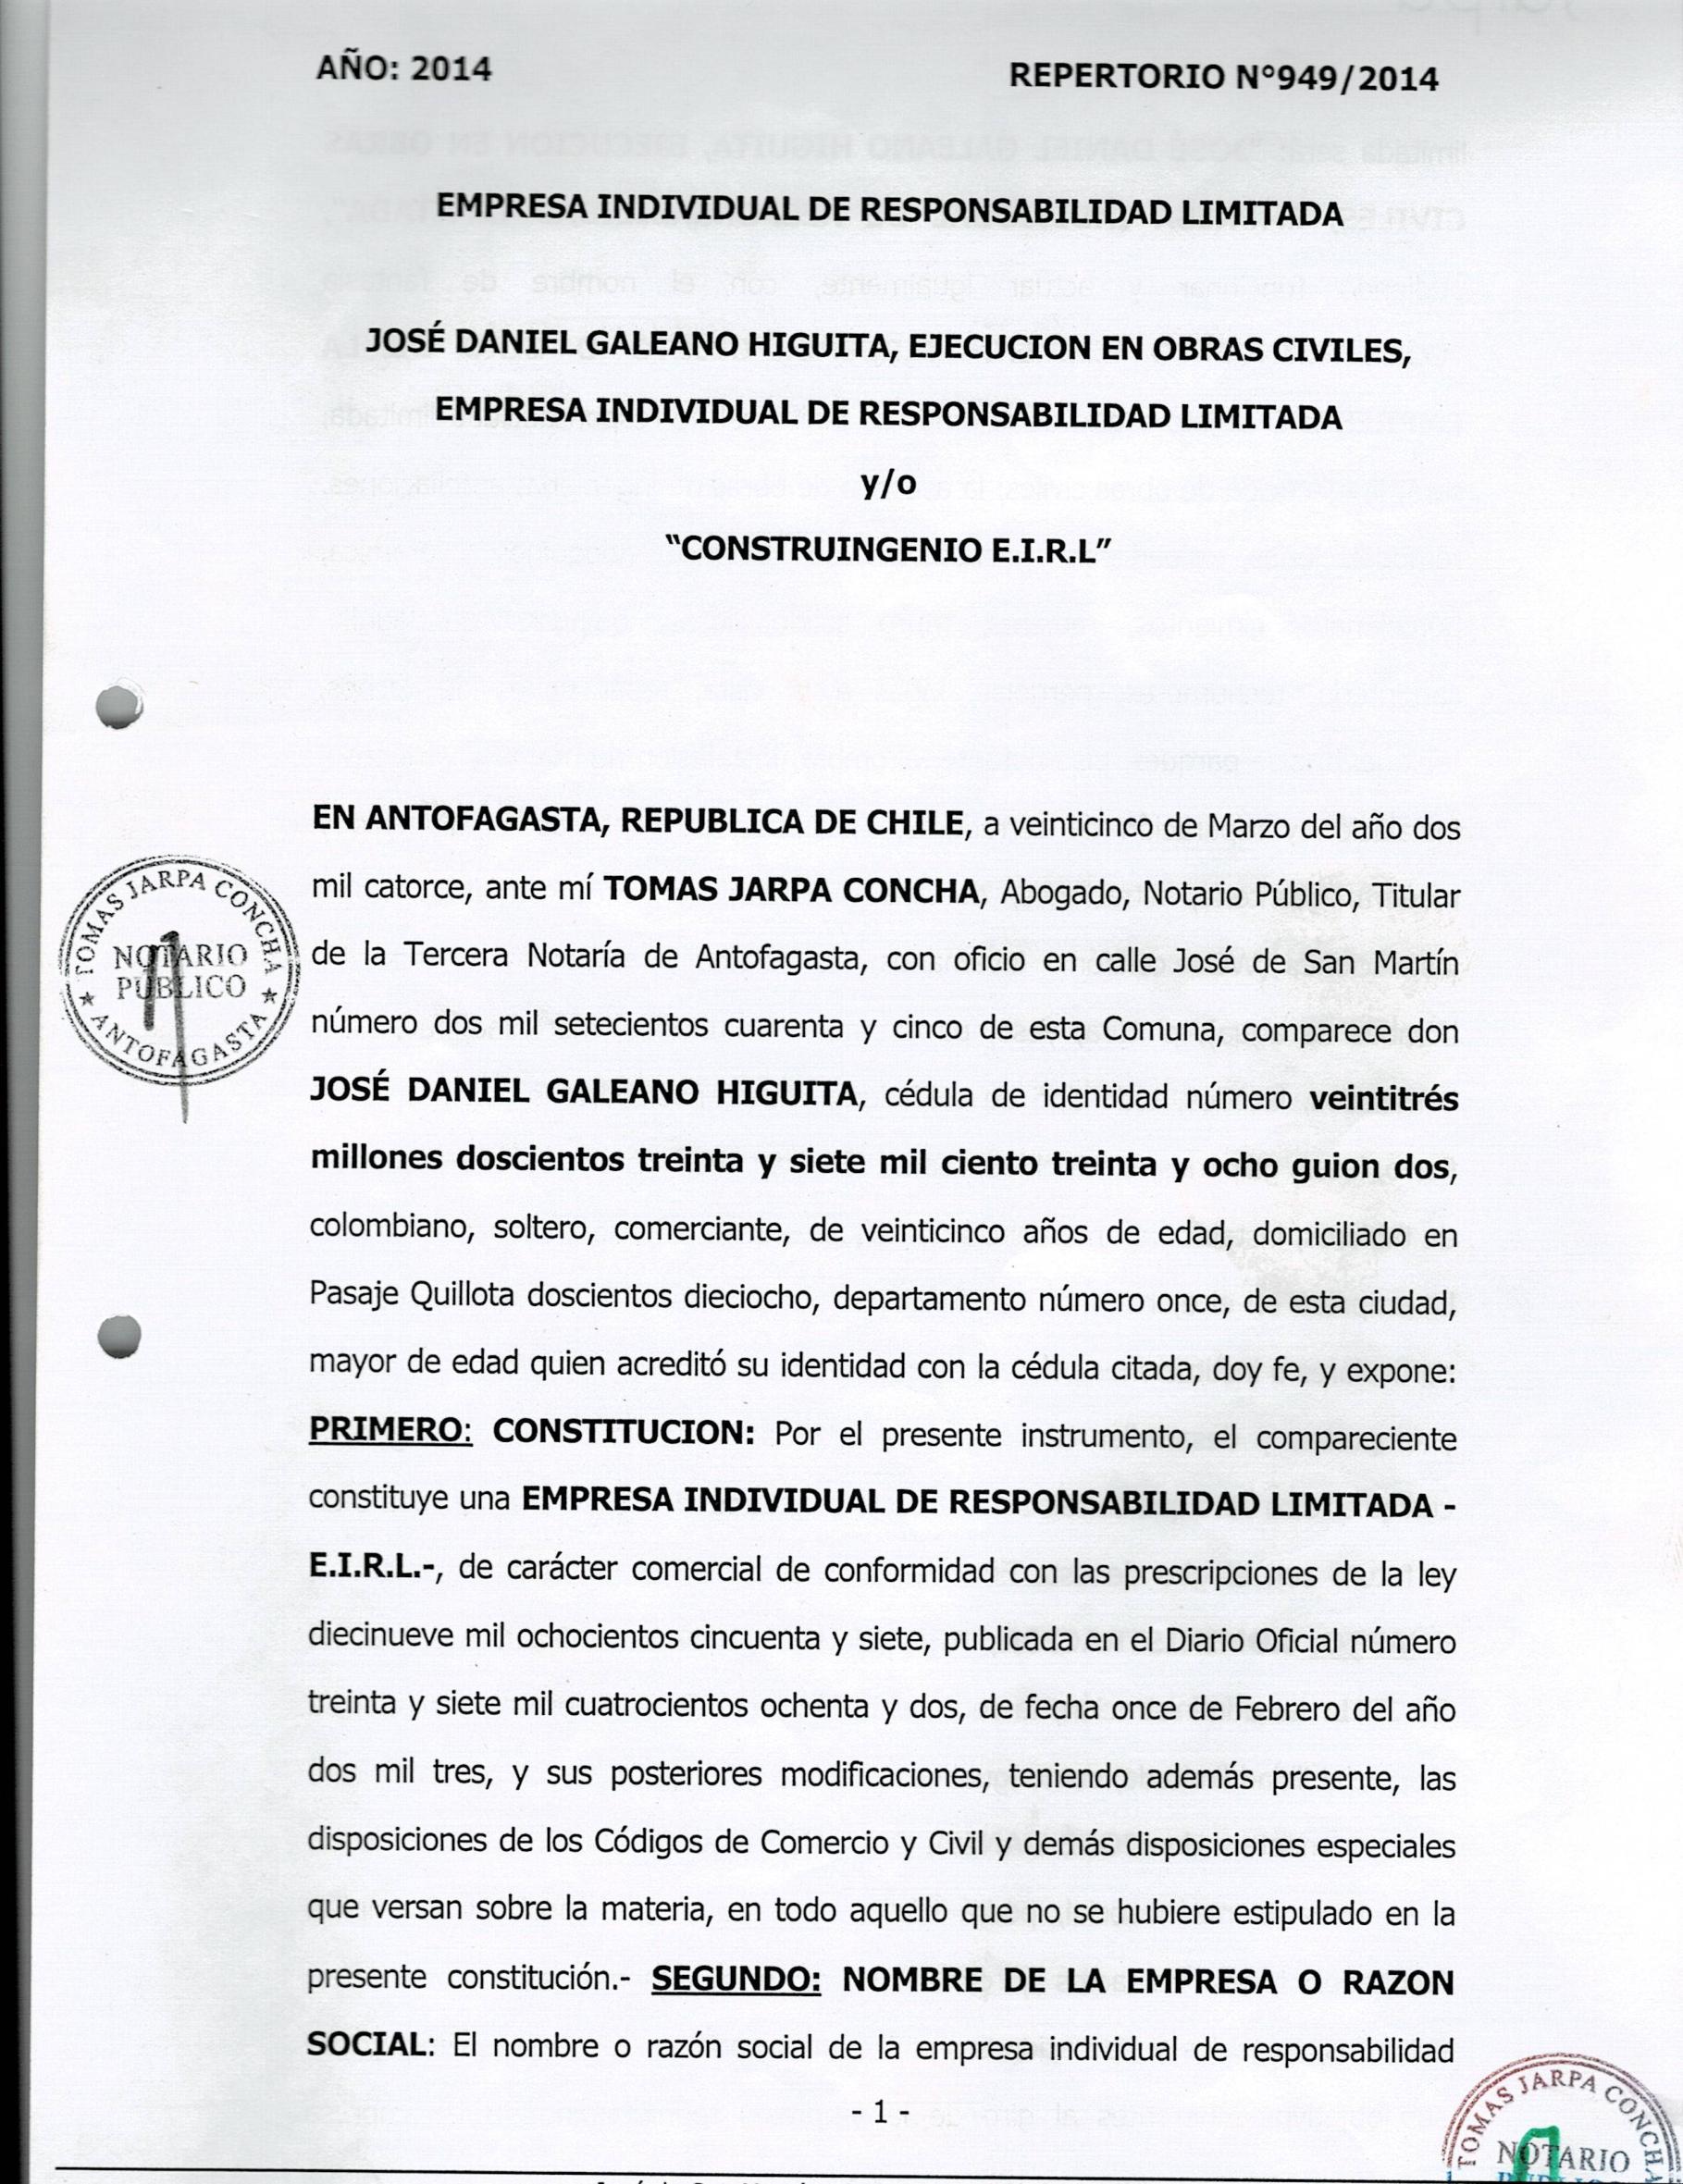 AÑO: 2014
REPERTORIO N°949/2014
EMPRESA INDIVIDUAL DE RESPONSABILIDAD LIMITADA
JOSÉ DANIEL GALEANO HIGUITA, EJECUCION EN OBRAS CIVILES,
EMPRESA INDIVIDUAL DE RESPONSABILIDAD LIMITADA
y/o
“CONSTRUINGENIO E.I.R.L”
EN ANTOFAGASTA, REPUBLICA DE CHILE, a veinticinco de Marzo del año dos
mil catorce, ante mí TOMAS JARPA CONCHA, Abogado, Notario Público, Titular
de la Tercera Notaría de Antofagasta, con oficio en calle José de San Martín
número dos mil setecientos cuarenta y cinco de esta Comuna, comparece don
JOSÉ DANIEL GALEANO HIGUITA, cédula de identidad número veintitrés
millones doscientos treinta y siete mil ciento treinta y ocho guion dos,
colombiano, soltero, comerciante, de veinticinco años de edad, domiciliado en
Pasaje Quillota doscientos dieciocho, departamento número once, de esta ciudad,
mayor de edad quien acreditó su identidad con la cédula citada, doy fe, y expone:
PRIMERO: CONSTITUCION: Por el presente instrumento, el compareciente
constituye una EMPRESA INDIVIDUAL DE RESPONSABILIDAD LIMITADA -
E.I.R.L.-, de carácter comercial de conformidad con las prescripciones de la ley
diecinueve mil ochocientos cincuenta y siete, publicada en el Diario Oficial número
treinta y siete mil cuatrocientos ochenta y dos, de fecha once de Febrero del año
dos mil tres, y sus posteriores modificaciones, teniendo además presente, las
disposiciones de los Códigos de Comercio y Civil y demás disposiciones especiales
que versan sobre la materia, en todo aquello que no se hubiere estipulado en la
presente constitución.- SEGUNDO: NOMBRE DE LA EMPRESA O RAZON
SOCIAL: El nombre o razón social de la empresa individual de responsabilidad
- 1 -
TOMAS JARPA CONCHA
NOTARIO
PUBLICO
★ ANTOFAGASTA ★
TOMAS JARPA CONCHA
NOTARIO